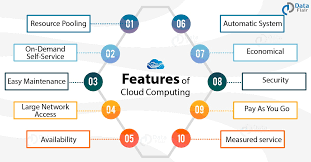 Data
Flair
01
Resource Pooling
06
Automatic System
02
On-Demand
Self-Service
07
Economical
03
Easy Maintenance
Features of
Cloud Computing
08
Security
04
Large Network
Access
09
Pay As You Go
05
Availability
10
Measured service